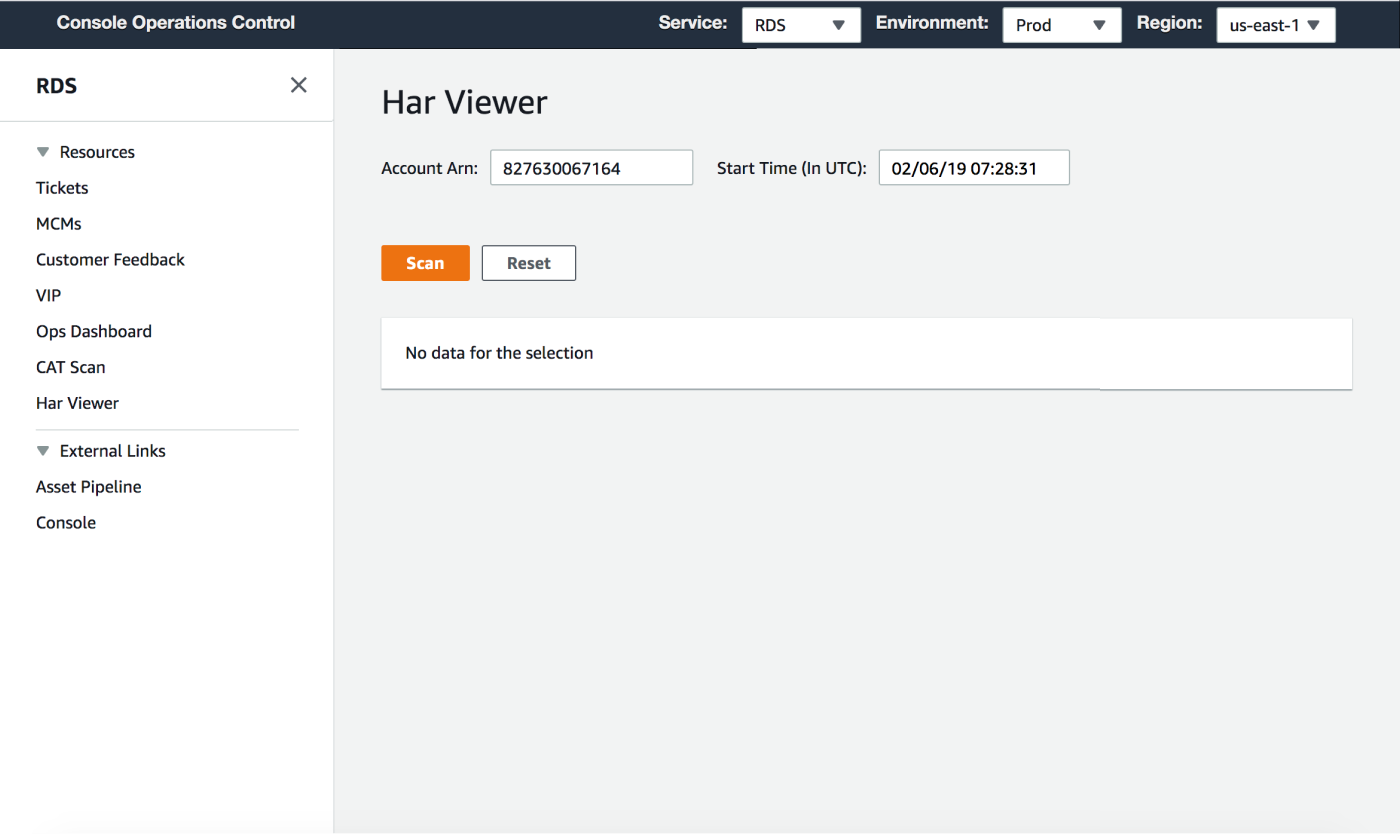 Console Operations Control Service: RDS Environment: Prod Region: us-east-1
RDS
Resources
Tickets
MCMs
Customer Feedback
VIP
Ops Dashboard
CAT Scan
Har Viewer
External Links
Asset Pipeline
Console
Har Viewer
Account Arn: 827630067164 Start Time (In UTC): 02/06/19 07:28:31
Scan Reset
No data for the selection